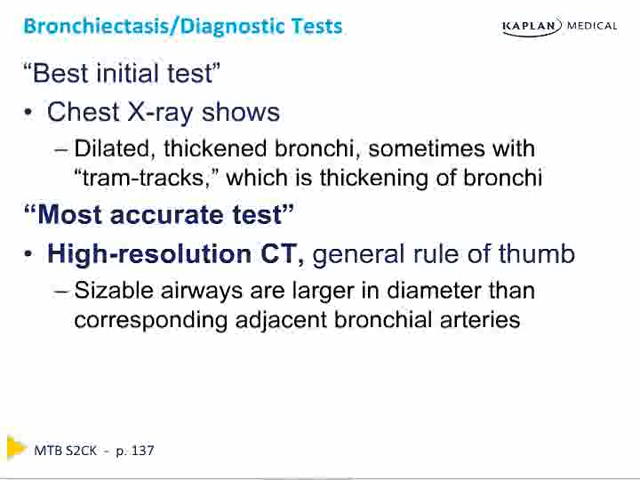 Bronchiectasis/Diagnostic Tests
KAPLAN MEDICAL
“Best initial test”
• Chest X-ray shows
– Dilated, thickened bronchi, sometimes with
“tram-tracks,” which is thickening of bronchi
“Most accurate test”
• High-resolution CT, general rule of thumb
– Sizable airways are larger in diameter than
corresponding adjacent bronchial arteries
MTB S2CK - p. 137